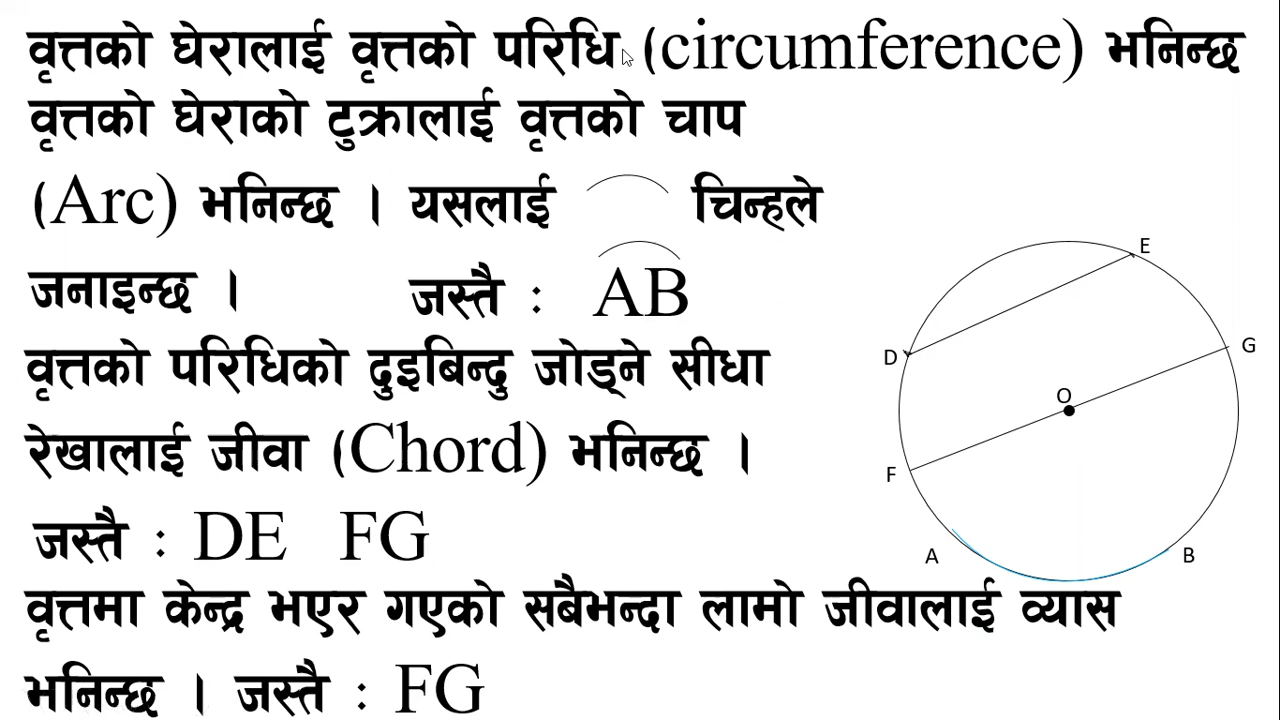 वृत्तको घेरालाई वृत्तको परिधि (circumference) भनिन्छ
वृत्तको घेराको टुक्रालाई वृत्तको चाप
(Arc) भनिन्छ । यसलाई ⌒ चिन्हले
जनाइन्छ । जस्तै : AB
वृत्तको परिधिको दुइबिन्दु जोड्ने सीधा
रेखालाई जीवा (Chord) भनिन्छ ।
जस्तै : DE FG
वृत्तमा केन्द्र भएर गएको सबैभन्दा लामो जीवालाई व्यास
भनिन्छ । जस्तै : FG
E
D
G
O
F
A
B